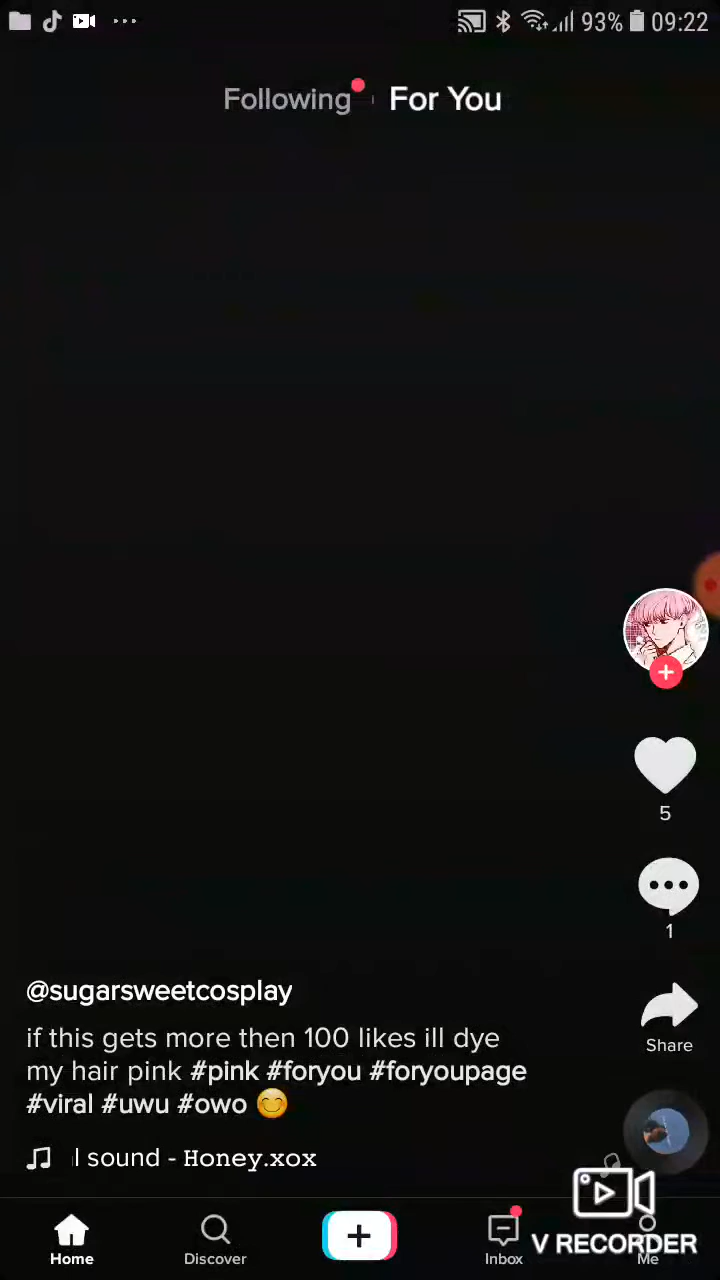 93% 09:22
Following For You
5
1
@sugarsweetcosplay
if this gets more then 100 likes ill dye
my hair pink #pink #foryou #foryoupage
#viral #uwu #owo
Share
l sound - Honey.xox
V RECORDER
Home Discover Inbox Me